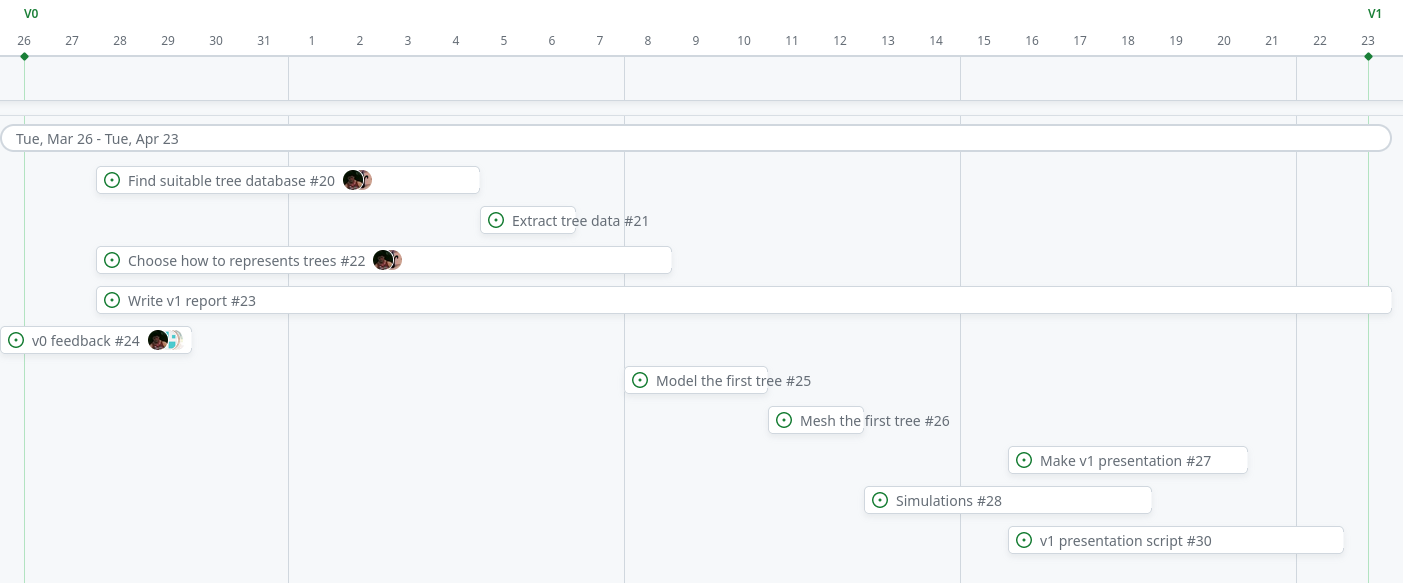 V0 V1
26 27 28 29 30 31 1 2 3 4 5 6 7 8 9 10 11 12 13 14 15 16 17 18 19 20 21 22 23
Tue, Mar 26 - Tue, Apr 23
Find suitable tree database #20
Extract tree data #21
Choose how to represents trees #22
Write v1 report #23
v0 feedback #24
Model the first tree #25
Mesh the first tree #26
Make v1 presentation #27
Simulations #28
v1 presentation script #30